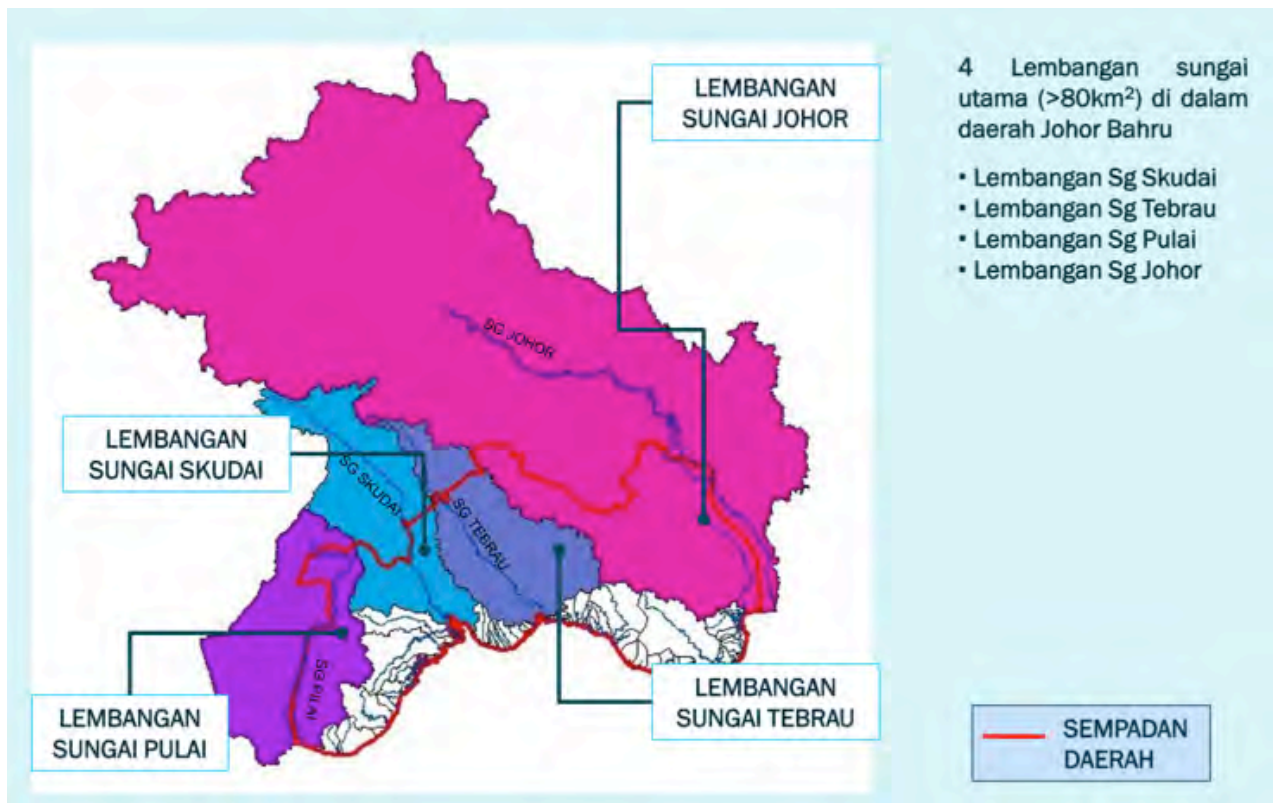 LEMBANGAN
SUNGAI JOHOR
4 Lembangan sungai
utama (>80km²) di dalam
daerah Johor Bahru
• Lembangan Sg Skudai
• Lembangan Sg Tebrau
• Lembangan Sg Pulai
• Lembangan Sg Johor
SG JOHOR
LEMBANGAN
SUNGAI SKUDAI
SG SKUDAI
SG TEBRAU
SG PULAI
LEMBANGAN
SUNGAI PULAI
LEMBANGAN
SUNGAI TEBRAU
SEMPADAN
DAERAH